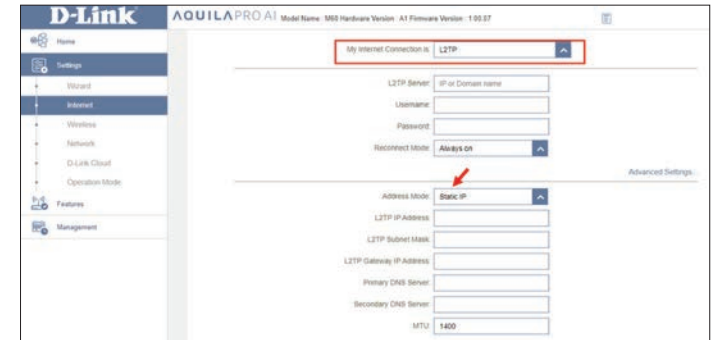 D-Link
AQUILA PRO AI Model Name: M60 Hardware Version: A1 Firmware Version : 1.00.07
Home
Settings
Wizard
Internet
Wireless
Network
D-Link Cloud
Operation Mode
Features
Management
My Internet Connection is: L2TP
L2TP Server: IP or Domain name
Username:
Password:
Reconnect Mode: Always on
Advanced Settings...
Address Mode: Static IP
L2TP IP Address:
L2TP Subnet Mask:
L2TP Gateway IP Address:
Primary DNS Server:
Secondary DNS Server:
MTU: 1400